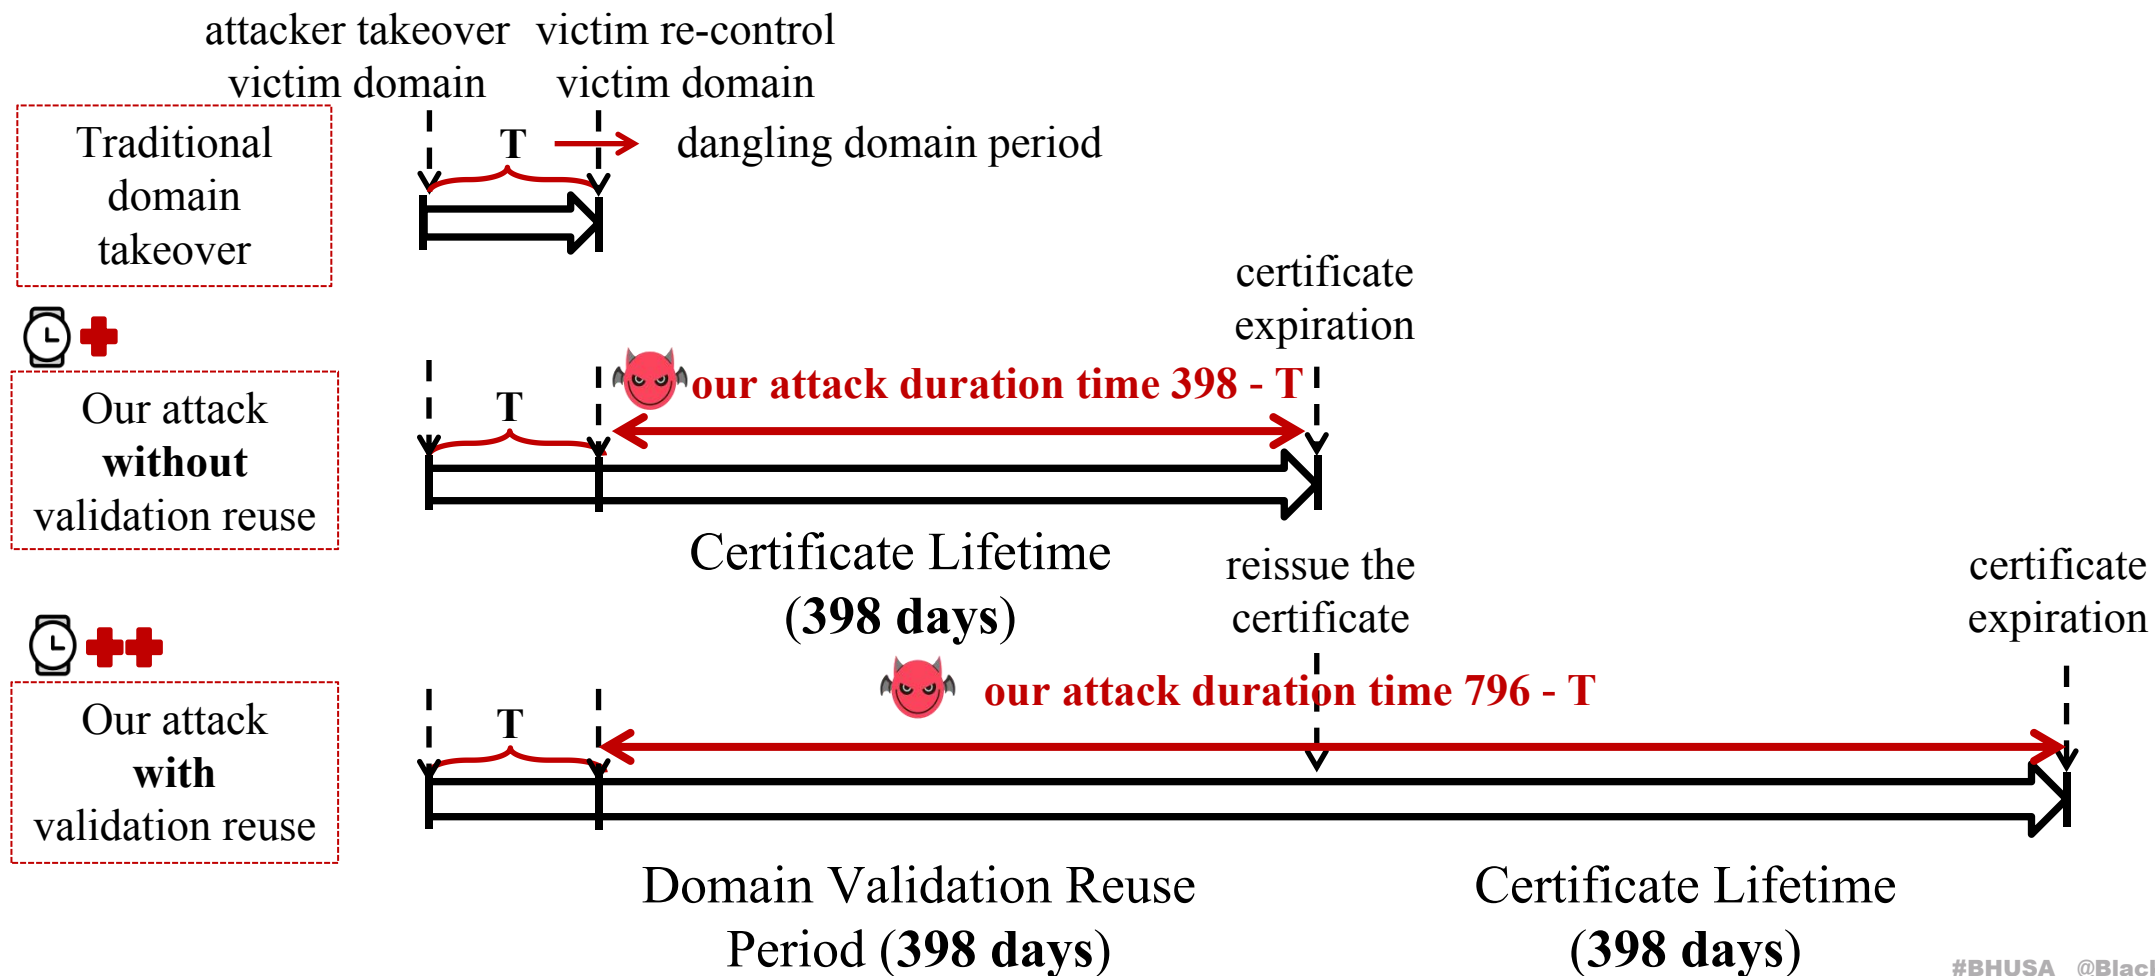 attacker takeover
victim domain
victim re-control
victim domain
Traditional
domain
takeover
T
dangling domain period
certificate
expiration
Our attack
without
validation reuse
T
our attack duration time 398 - T
Certificate Lifetime
(398 days)
reissue the
certificate
certificate
expiration
Our attack
with
validation reuse
T
our attack duration time 796 - T
Domain Validation Reuse
Period (398 days)
Certificate Lifetime
(398 days)
#BHUSA @Blac